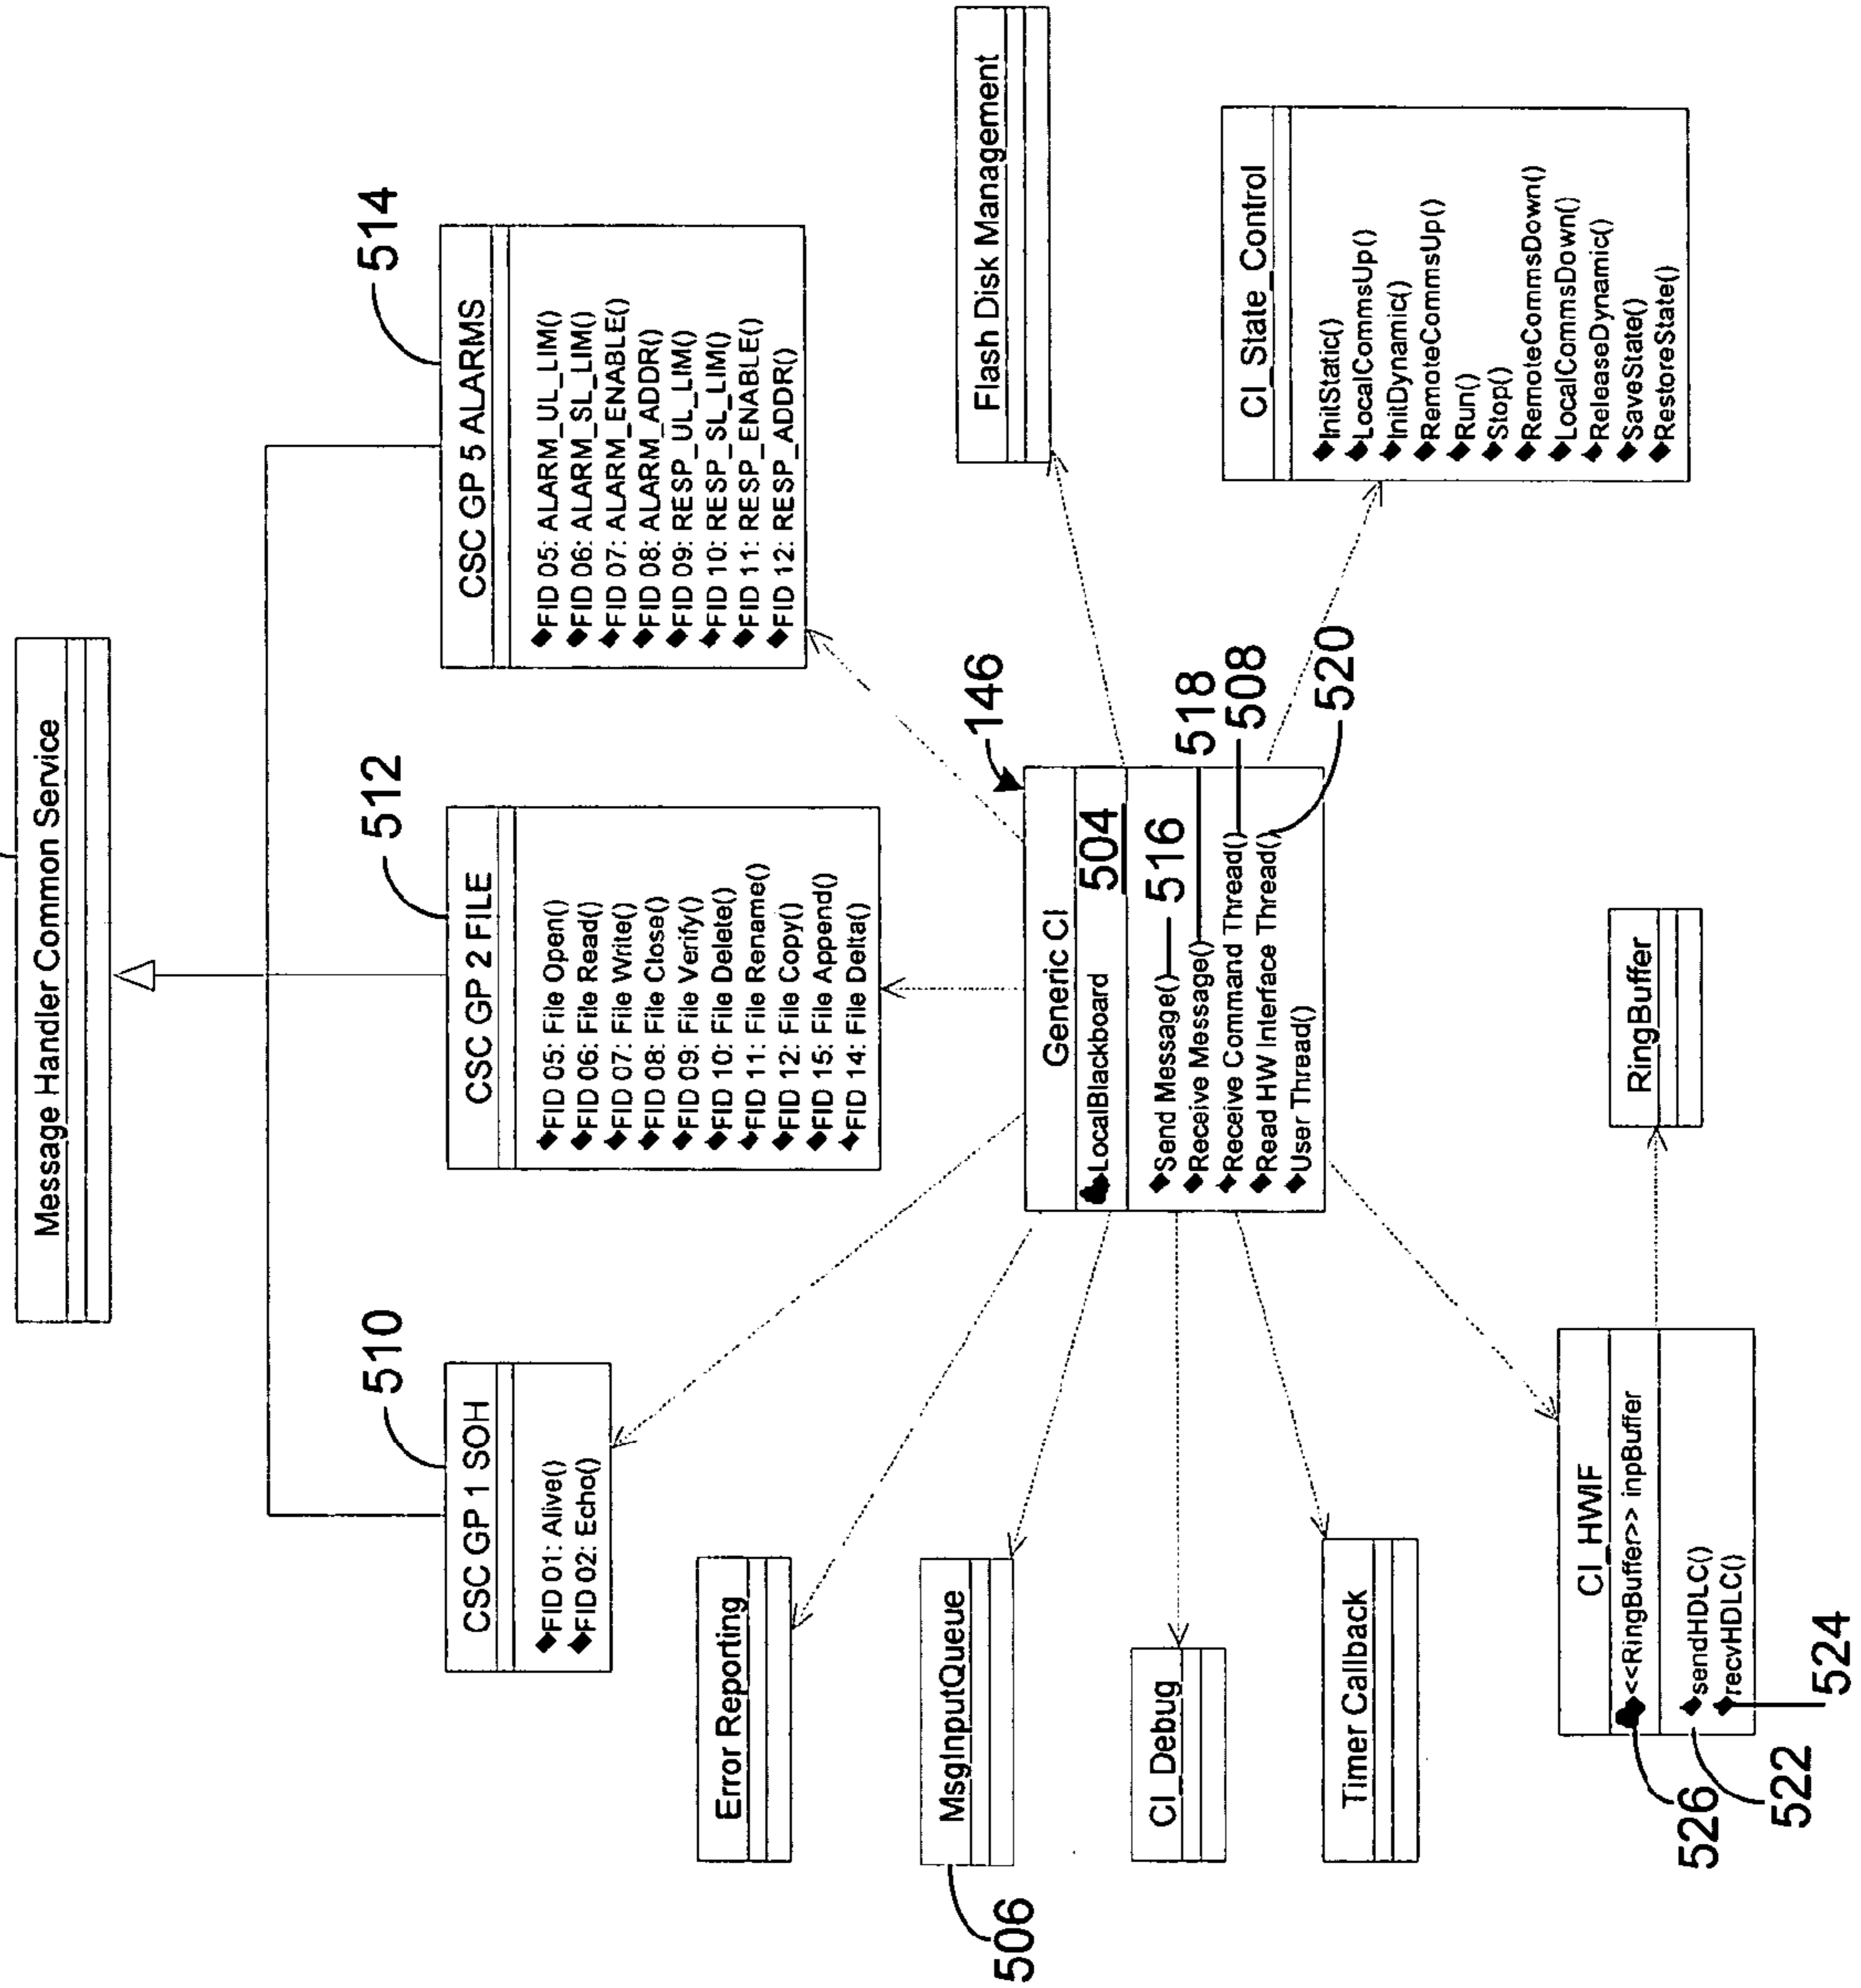 Message Handler Common Service
510
CSC GP 1 SOH
FID 01: Alive()
FID 02: Echo()
512
CSC GP 2 FILE
FID 05: File Open()
FID 06: File Read()
FID 07: File Write()
FID 08: File Close()
FID 09: File Verify()
FID 10: File Delete()
FID 11: File Rename()
FID 12: File Copy()
FID 15: File Append()
FID 14: File Delta()
514
CSC GP 5 ALARMS
FID 05: ALARM_UL_LIM()
FID 06: ALARM_SL_LIM()
FID 07: ALARM_ENABLE()
FID 08: ALARM_ADDR()
FID 09: RESP_UL_LIM()
FID 10: RESP_SL_LIM()
FID 11: RESP_ENABLE()
FID 12: RESP_ADDR()
Error Reporting
506
MsgInputQueue
CI_Debug
Timer Callback
146
Generic CI
LocalBlackboard 504
Send Message() 516
Receive Message() 518
Receive Command Thread() 508
Read HW Interface Thread() 520
User Thread()
Flash Disk Management
CI_State_Control
InitStatic()
LocalCommsUp()
InitDynamic()
RemoteCommsUp()
Run()
Stop()
RemoteCommsDown()
LocalCommsDown()
ReleaseDynamic()
SaveState()
RestoreState()
CI_HWIF
<<RingBuffer>> inpBuffer
sendHDLC()
recvHDLC()
526
522
524
RingBuffer